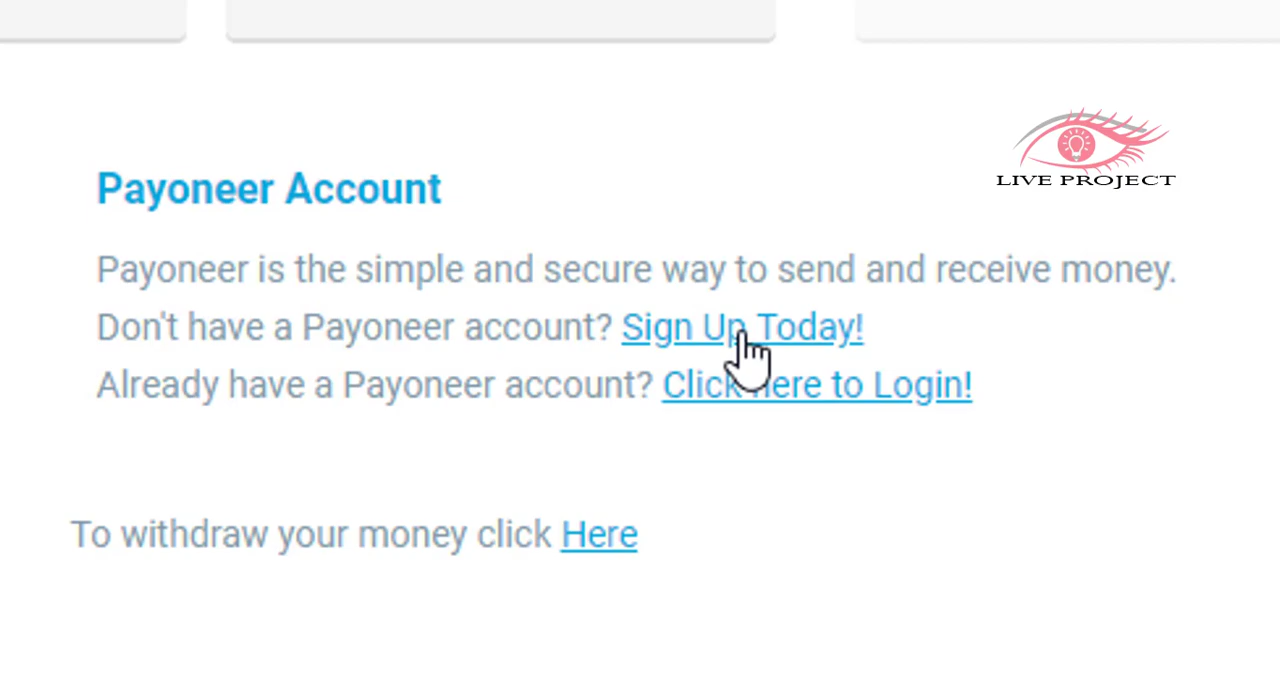 LIVE PROJECT
Payoneer Account
Payoneer is the simple and secure way to send and receive money.
Don't have a Payoneer account? Sign Up Today!
Already have a Payoneer account? Click here to Login!
To withdraw your money click Here